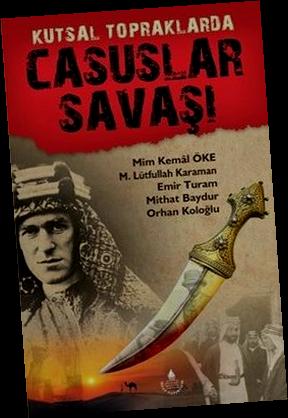 KUTSAL TOPRAKLARDA
CASUSLAR
SAVAŞI
Mim Kemâl ÖKE
M. Lütfullah Karaman
Emir Turam
Mithat Baydur
Orhan Koloğlu